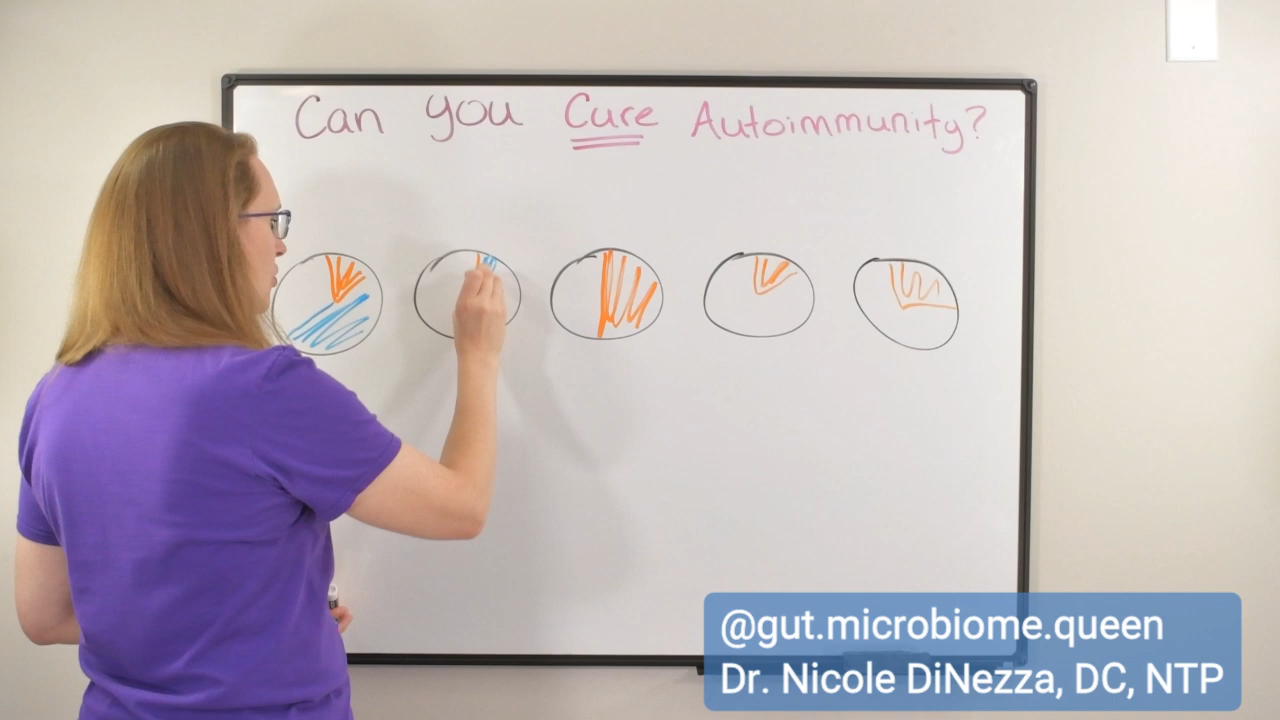 Can you Cure Autoimmunity?
@gut.microbiome.queen
Dr. Nicole DiNezza, DC, NTP